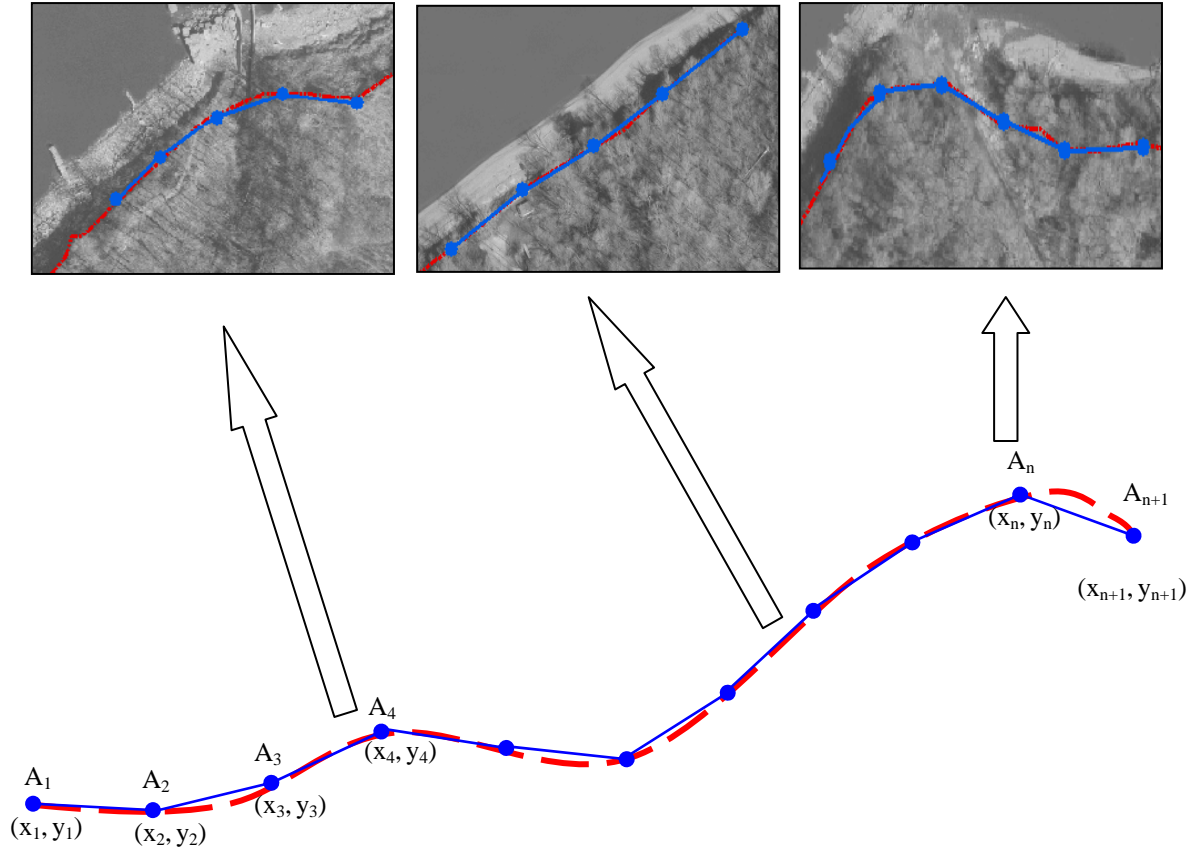 Aₙ
Aₙ₊₁
(xₙ, yₙ)
(xₙ₊₁, yₙ₊₁)
A₄
(x₄, y₄)
A₃
(x₃, y₃)
A₁
A₂
(x₁, y₁)
(x₂, y₂)